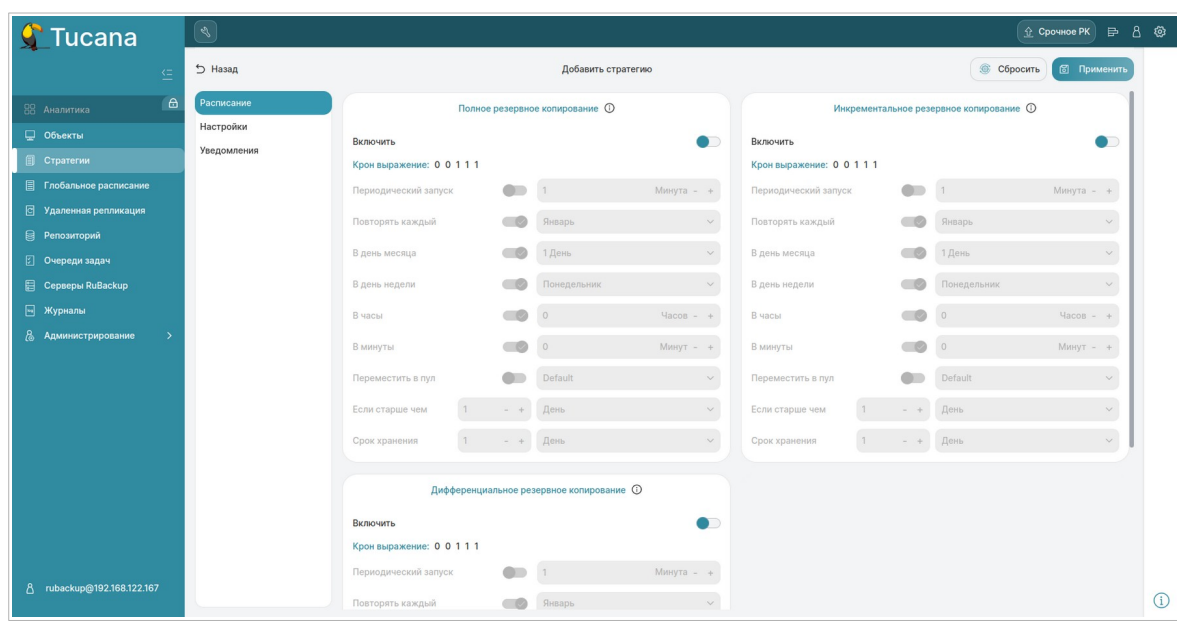 Tucana
Срочное РК
Назад
Добавить стратегию
Сбросить
Применить
Аналитика
Объекты
Стратегии
Глобальное расписание
Удаленная репликация
Репозиторий
Очереди задач
Серверы RuBackup
Журналы
Администрирование
rubackup@192.168.122.167
Расписание
Настройки
Уведомления
Полное резервное копирование
Включить
Крон выражение: 0 0 1 1 1
Периодический запуск 1 Минута - +
Повторять каждый Январь
В день месяца 1 День
В день недели Понедельник
В часы 0 Часов - +
В минуты 0 Минут - +
Переместить в пул Default
Если старше чем 1 - + День
Срок хранения 1 - + День
Инкрементальное резервное копирование
Включить
Крон выражение: 0 0 1 1 1
Периодический запуск 1 Минута - +
Повторять каждый Январь
В день месяца 1 День
В день недели Понедельник
В часы 0 Часов - +
В минуты 0 Минут - +
Переместить в пул Default
Если старше чем 1 - + День
Срок хранения 1 - + День
Дифференциальное резервное копирование
Включить
Крон выражение: 0 0 1 1 1
Периодический запуск 1 Минута - +
Повторять каждый Январь